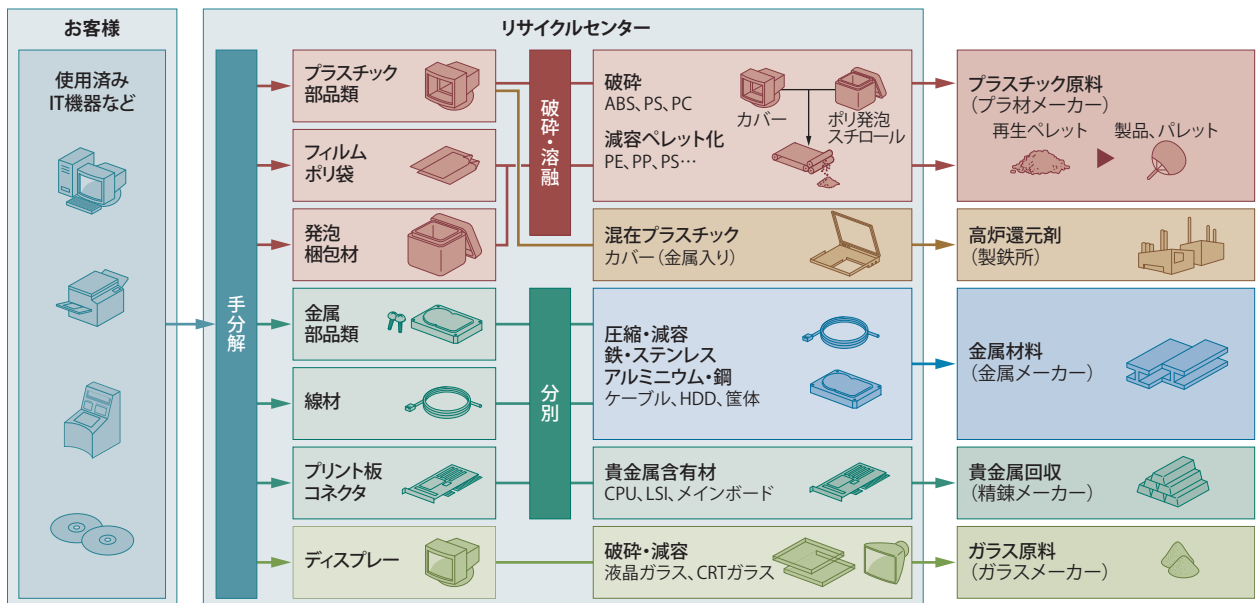 お客様
使用済み
IT機器など
リサイクルセンター
手分解
プラスチック
部品類
フィルム
ポリ袋
発泡
梱包材
金属
部品類
線材
プリント板
コネクタ
ディスプレー
破砕・溶融
分別
破砕
ABS、PS、PC
減容ペレット化
PE、PP、PS…
カバー
ポリ発泡
スチロール
混在プラスチック
カバー（金属入り）
圧縮・減容
鉄・ステンレス
アルミニウム・鋼
ケーブル、HDD、筐体
貴金属含有材
CPU、LSI、メインボード
破砕・減容
液晶ガラス、CRTガラス
プラスチック原料
（プラ材メーカー）
再生ペレット
製品、パレット
高炉還元剤
（製鉄所）
金属材料
（金属メーカー）
貴金属回収
（精錬メーカー）
ガラス原料
（ガラスメーカー）